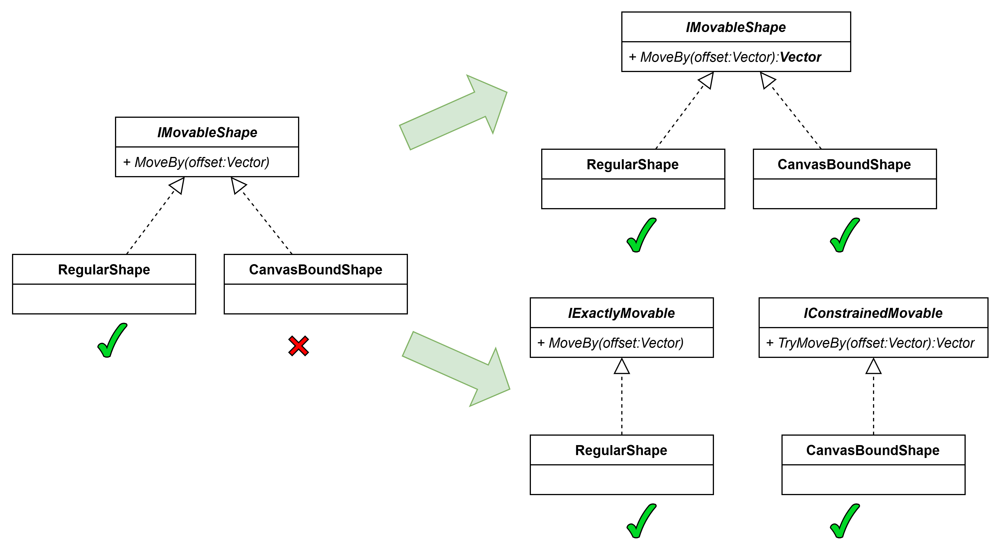 IMovableShape
+ MoveBy(offset:Vector)
RegularShape
CanvasBoundShape
IMovableShape
+ MoveBy(offset:Vector):Vector
RegularShape
CanvasBoundShape
IExactlyMovable
+ MoveBy(offset:Vector)
RegularShape
IConstrainedMovable
+ TryMoveBy(offset:Vector):Vector
CanvasBoundShape